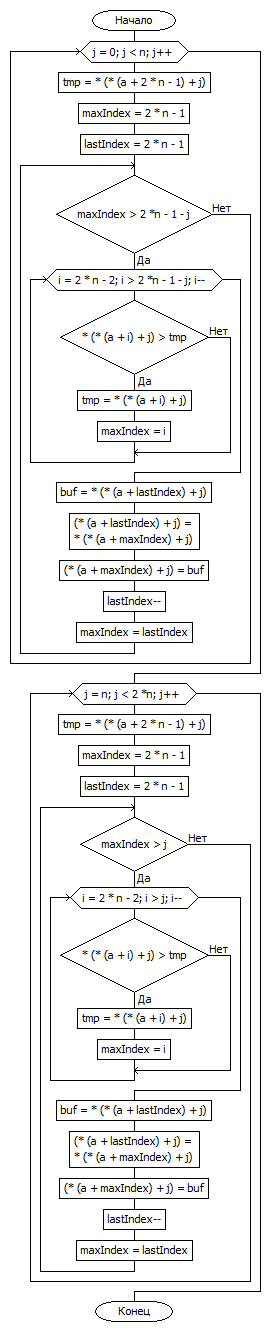 Начало
j = 0; j < n; j++
tmp = * (* (a + 2 * n - 1) + j)
maxIndex = 2 * n - 1
lastIndex = 2 * n - 1
maxIndex > 2 *n - 1 - j
Нет
Да
i = 2 * n - 2; i > 2 *n - 1 - j; i--
* (* (a + i) + j) > tmp
Нет
Да
tmp = * (* (a + i) + j)
maxIndex = i
buf = * (* (a + lastIndex) + j)
(* (a + lastIndex) + j) =
* (* (a + maxIndex) + j)
(* (a + maxIndex) + j) = buf
lastIndex--
maxIndex = lastIndex
j = n; j < 2 *n; j++
tmp = * (* (a + 2 * n - 1) + j)
maxIndex = 2 * n - 1
lastIndex = 2 * n - 1
maxIndex > j
Нет
Да
i = 2 * n - 2; i > j; i--
* (* (a + i) + j) > tmp
Нет
Да
tmp = * (* (a + i) + j)
maxIndex = i
buf = * (* (a + lastIndex) + j)
(* (a + lastIndex) + j) =
* (* (a + maxIndex) + j)
(* (a + maxIndex) + j) = buf
lastIndex--
maxIndex = lastIndex
Конец